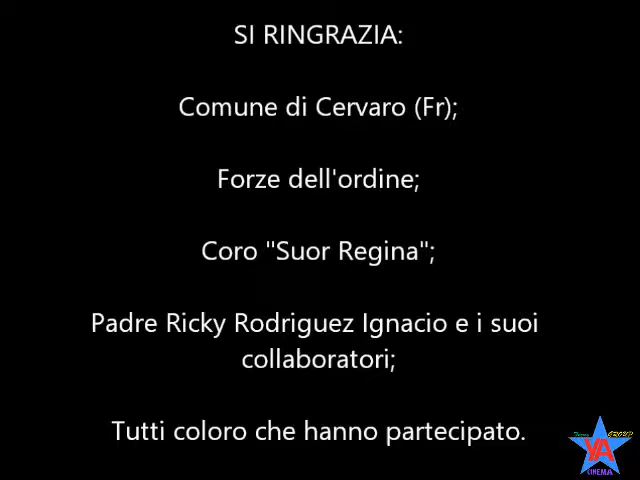 SI RINGRAZIA:
Comune di Cervaro (Fr);
Forze dell'ordine;
Coro "Suor Regina";
Padre Ricky Rodriguez Ignacio e i suoi
collaboratori;
Tutti coloro che hanno partecipato.
GROUP
YA
CINEMA